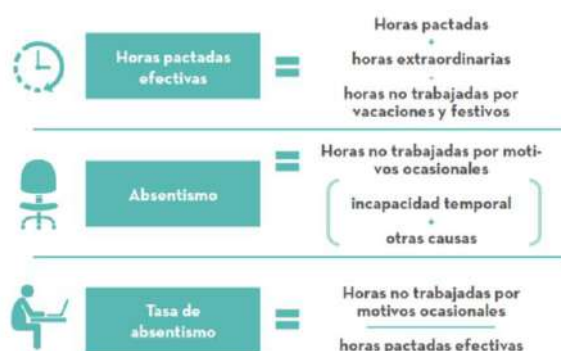 Horas pactadas
efectivas
=
Horas pactadas
+
horas extraordinarias
-
horas no trabajadas por
vacaciones y festivos
Absentismo
=
Horas no trabajadas por moti-
vos ocasionales
incapacidad temporal
+
otras causas
Tasa de
absentismo
=
Horas no trabajadas por
motivos ocasionales
horas pactadas efectivas